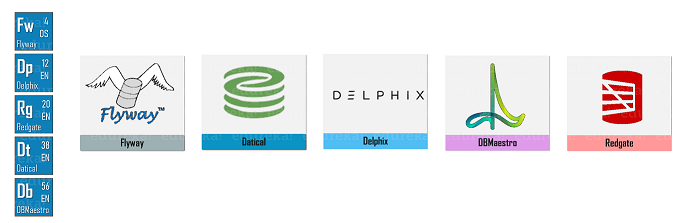 Fw 4
OS
Flyway
Dp 12
EN
Delphix
Rg 20
EN
Redgate
Dt 38
EN
Datical
Db 56
EN
DBMaestro
Flyway™
DELPHIX
Flyway
Datical
Delphix
DBMaestro
Redgate